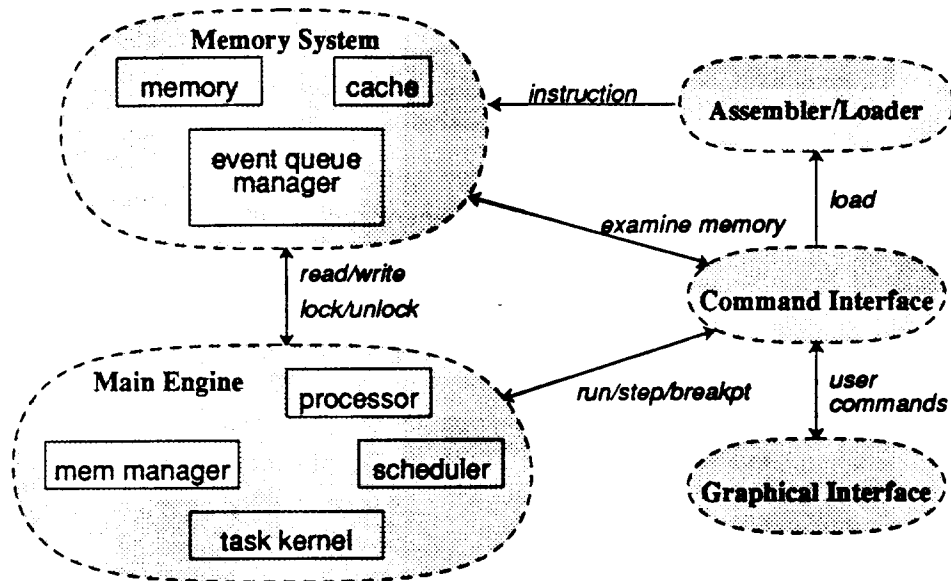 Memory System
memory
cache
event queue
manager
instruction
Assembler/Loader
load
examine memory
read/write
lock/unlock
Command Interface
Main Engine
processor
run/step/breakpt
user
commands
mem manager
scheduler
Graphical Interface
task kernel